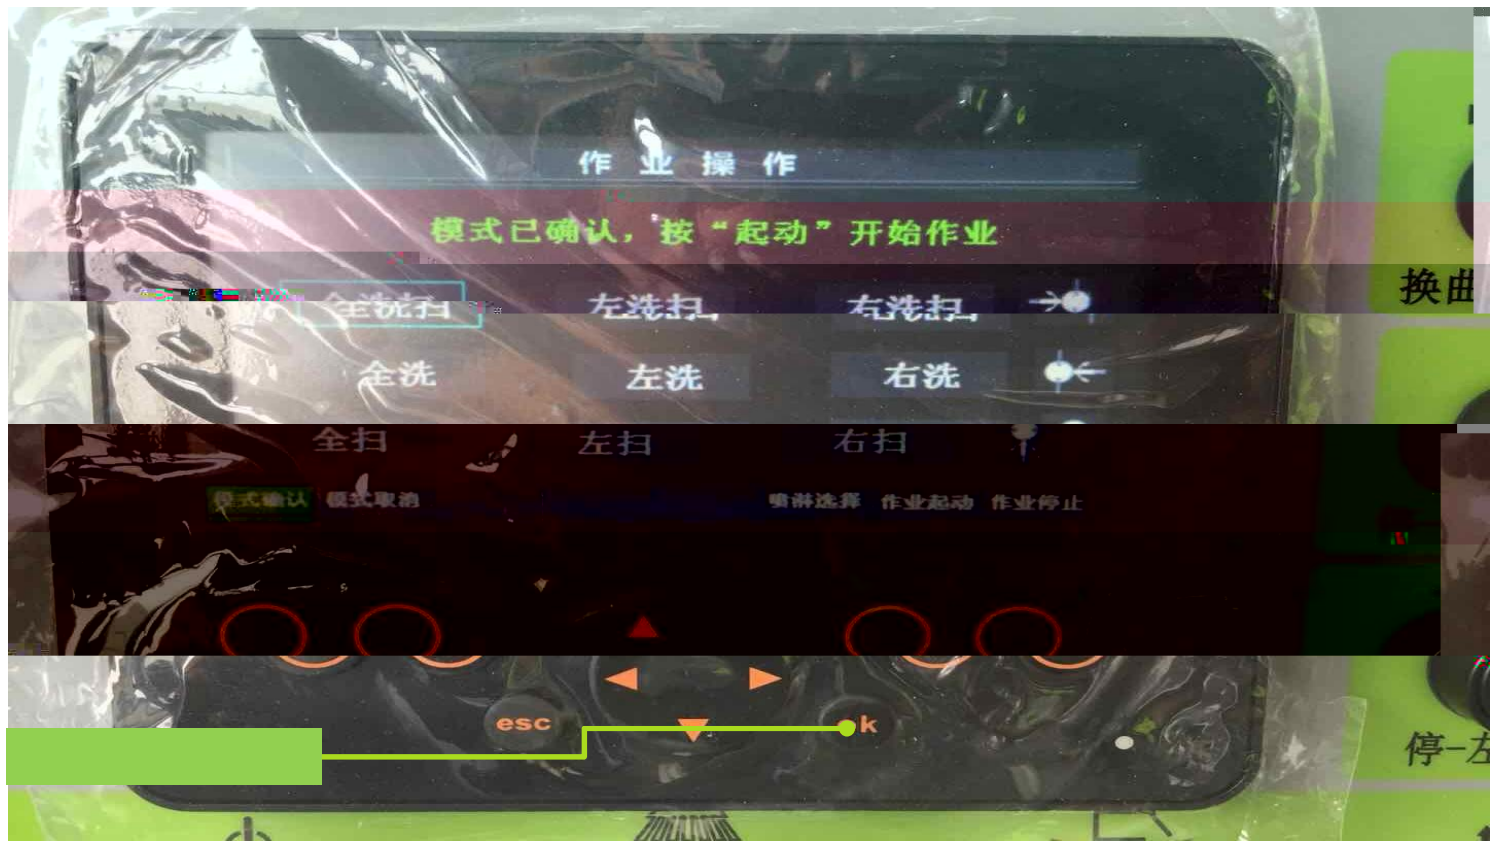 作业操作
模式已确认，按“起动”开始作业
全洗扫 左洗扫 右洗扫
全洗 左洗 右洗
全扫 左扫 右扫
模式确认 模式取消 喷淋选择 作业起动 作业停止
esc
换曲
停-左